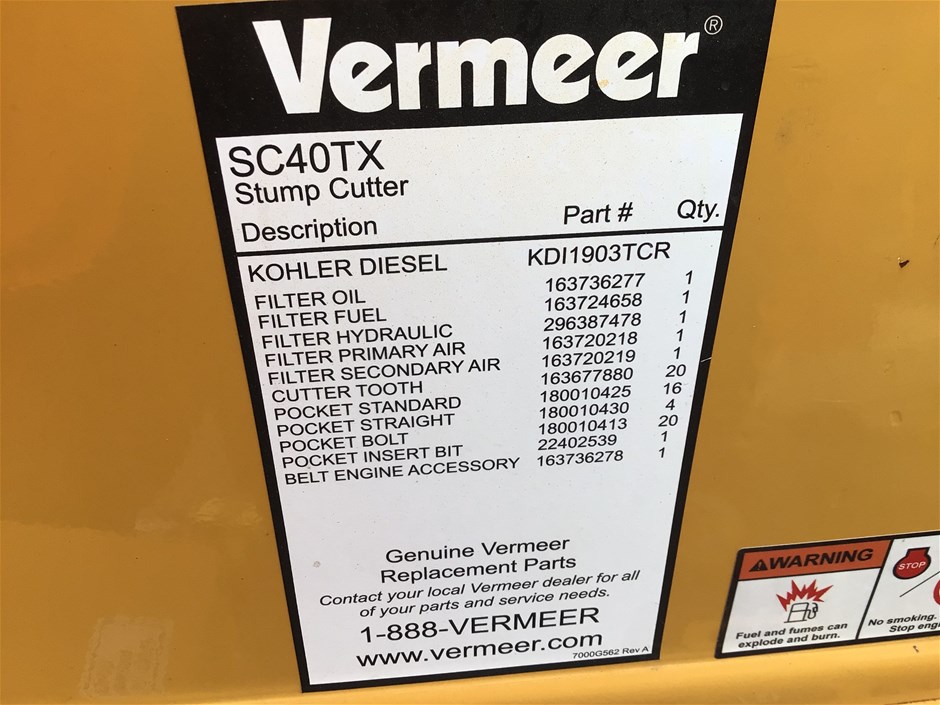 Vermeer®
SC40TX
Stump Cutter
Description Part # Qty.
KOHLER DIESEL KDI1903TCR
FILTER OIL 163736277 1
FILTER FUEL 163724658 1
FILTER HYDRAULIC 296387478 1
FILTER PRIMARY AIR 163720218 1
FILTER SECONDARY AIR 163720219 1
CUTTER TOOTH 163677880 20
POCKET STANDARD 180010425 16
POCKET STRAIGHT 180010430 4
POCKET BOLT 180010413 20
POCKET INSERT BIT 22402539 1
BELT ENGINE ACCESSORY 163736278 1
Genuine Vermeer
Replacement Parts
Contact your local Vermeer dealer for all
of your parts and service needs.
1-888-VERMEER
www.vermeer.com
7000G562 Rev A
WARNING
Fuel and fumes can
explode and burn.
STOP
No smoking.
Stop